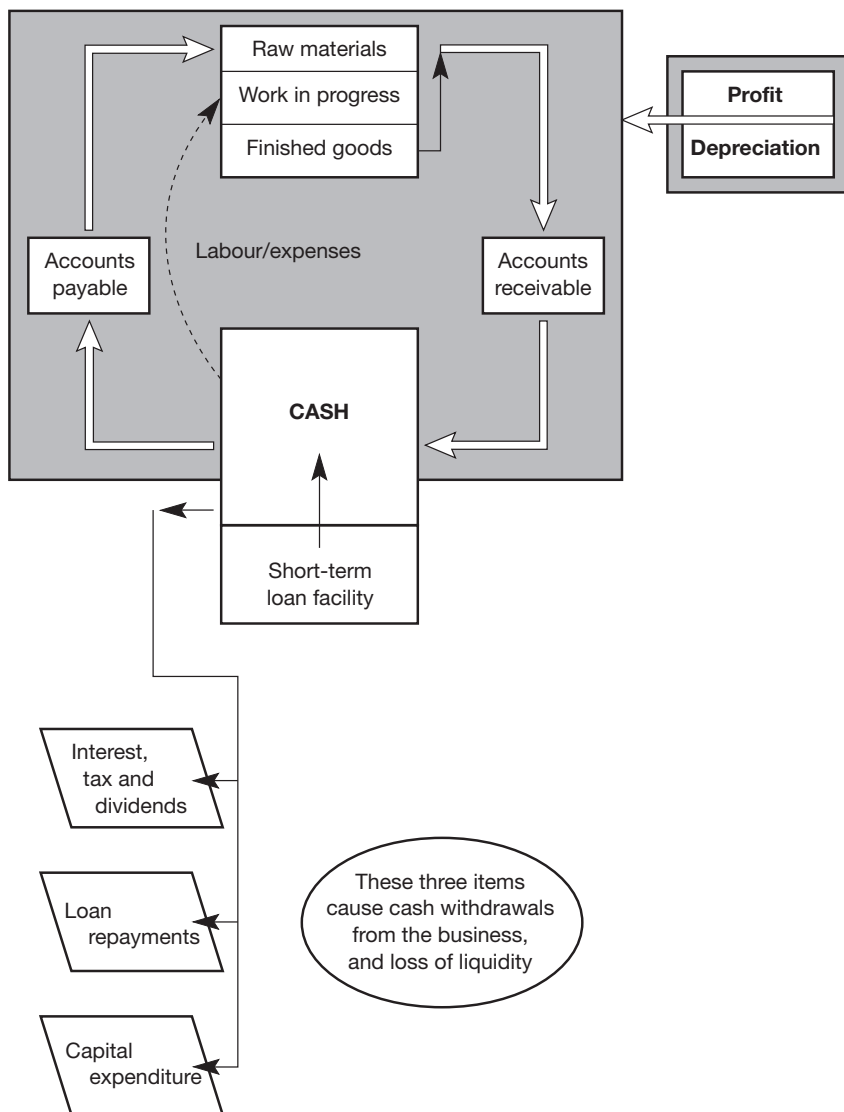 Raw materials
Work in progress
Finished goods
Profit
Depreciation
Labour/expenses
Accounts
payable
Accounts
receivable
CASH
Short-term
loan facility
Interest,
tax and
dividends
Loan
repayments
These three items
cause cash withdrawals
from the business,
and loss of liquidity
Capital
expenditure